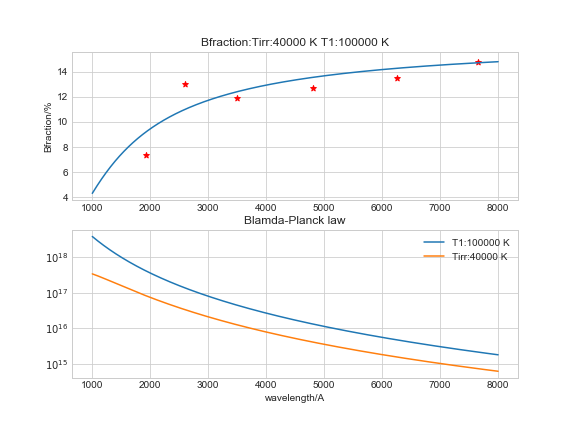 Bfraction:Tirr:40000 K T1:100000 K
Bfraction/%
14
12
10
8
6
4
1000 2000 3000 4000 5000 6000 7000 8000
Blamda-Planck law
T1:100000 K
Tirr:40000 K
10^18
10^17
10^16
10^15
1000 2000 3000 4000 5000 6000 7000 8000
wavelength/A